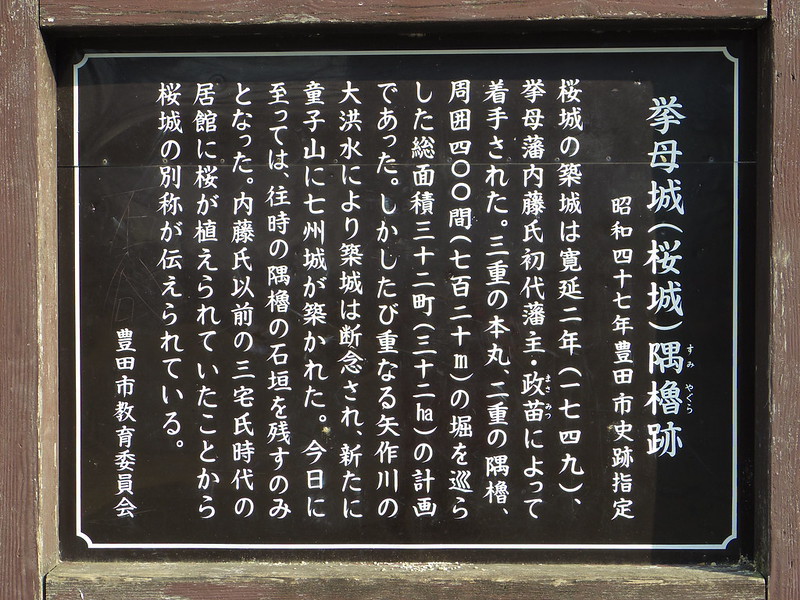 挙母城(桜城)隅櫓跡
すみ やぐら
昭和四十七年豊田市史跡指定
桜城の築城は寛延二年(一七四九)、
挙母藩内藤氏初代藩主・政苗によって
まさ みつ
着手された。三重の本丸、二重の隅櫓、
周囲四〇〇間(七百二十m)の堀を巡ら
した総面積三十二町(三十二ha)の計画
であった。しかしたび重なる矢作川の
大洪水により築城は断念され、新たに
童子山に七州城が築かれた。今日に
至っては、往時の隅櫓の石垣を残すのみ
となった。内藤氏以前の三宅氏時代の
居館に桜が植えられていたことから
桜城の別称が伝えられている。
豊田市教育委員会